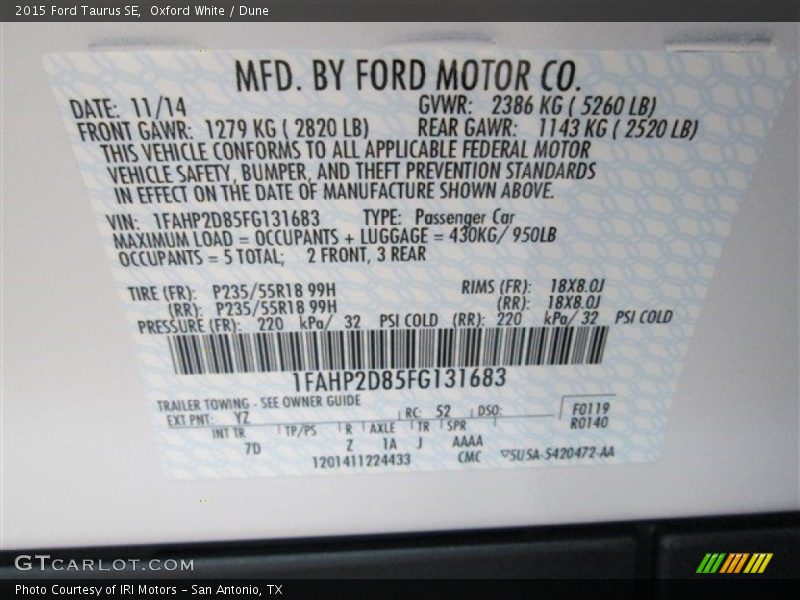 2015 Ford Taurus SE,  Oxford White / Dune
MFD. BY FORD MOTOR CO.
DATE: 11/14 GVWR: 2386 KG ( 5260 LB)
FRONT GAWR: 1279 KG ( 2820 LB) REAR GAWR: 1143 KG ( 2520 LB)
THIS VEHICLE CONFORMS TO ALL APPLICABLE FEDERAL MOTOR
VEHICLE SAFETY, BUMPER, AND THEFT PREVENTION STANDARDS
IN EFFECT ON THE DATE OF MANUFACTURE SHOWN ABOVE.
VIN: 1FAHP2D85FG131683 TYPE: Passenger Car
MAXIMUM LOAD = OCCUPANTS + LUGGAGE = 430KG/ 950LB
OCCUPANTS = 5 TOTAL; 2 FRONT, 3 REAR
TIRE (FR): P235/55R18 99H RIMS (FR): 18X8.0J
(RR): P235/55R18 99H (RR): 18X8.0J
PRESSURE (FR): 220 kPa/ 32 PSI COLD (RR): 220 kPa/ 32 PSI COLD
1FAHP2D85FG131683
TRAILER TOWING - SEE OWNER GUIDE
EXT PNT: YZ RC: 52 DSO: F0119
INT TR TP/PS R AXLE TR SPR R0140
7D Z 1A J AAAA
1201411224433 CMC ▽5U5A-5420472-AA
GTCARLOT.COM
Photo Courtesy of IRI Motors - San Antonio, TX